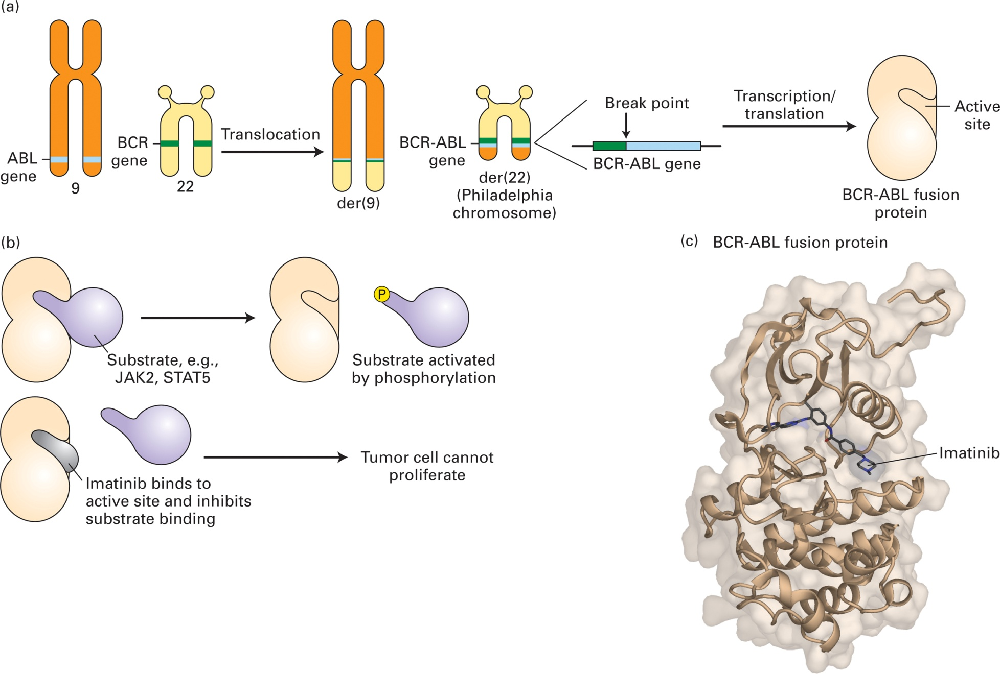 (a)
ABL
gene
9
BCR
gene
22
Translocation
der(9)
BCR-ABL
gene
der(22)
(Philadelphia
chromosome)
Break point
BCR-ABL gene
Transcription/
translation
Active
site
BCR-ABL fusion
protein
(b)
Substrate, e.g.,
JAK2, STAT5
P
Substrate activated
by phosphorylation
Imatinib binds to
active site and inhibits
substrate binding
Tumor cell cannot
proliferate
(c) BCR-ABL fusion protein
Imatinib